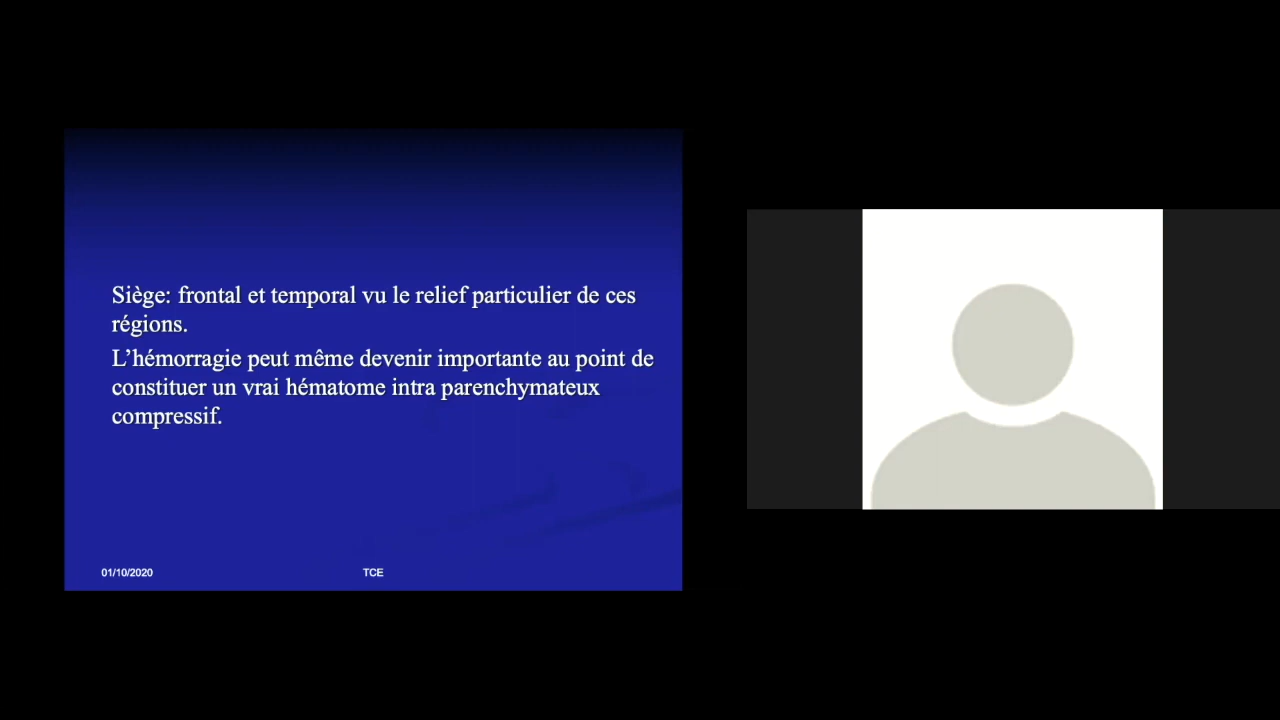 Siège: frontal et temporal vu le relief particulier de ces
régions.
L’hémorragie peut même devenir importante au point de
constituer un vrai hématome intra parenchymateux
compressif.
01/10/2020
TCE